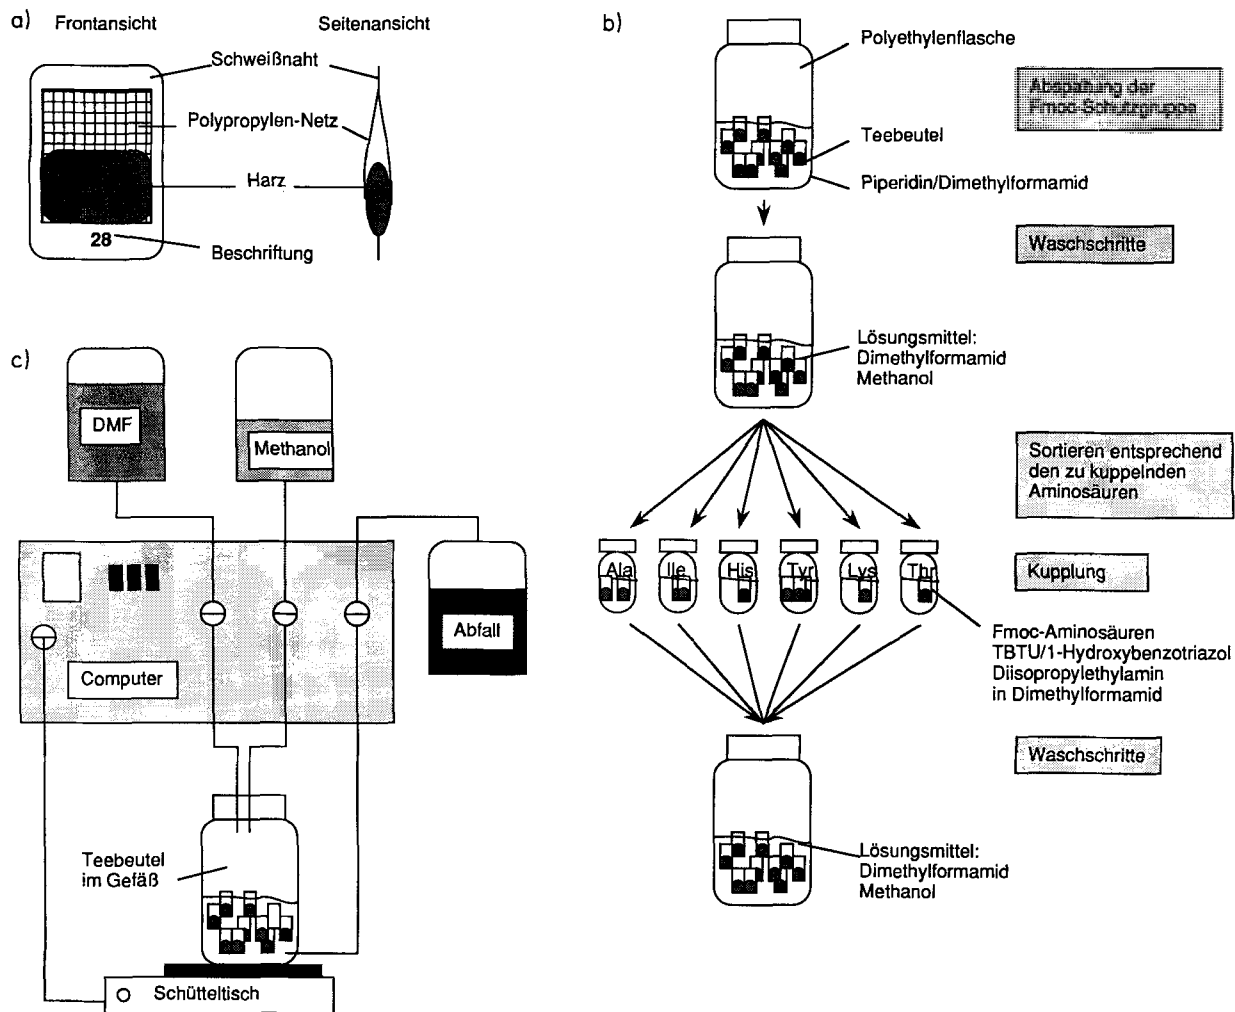 a)
Frontansicht
Seitenansicht
Schweißnaht
Polypropylen-Netz
Harz
28
Beschriftung
b)
Polyethylenflasche
Abspaltung der
Fmoc-Schutzgruppe
Teebeutel
Piperidin/Dimethylformamid
Waschschritte
Lösungsmittel:
Dimethylformamid
Methanol
Sortieren entsprechend
den zu kuppelnden
Aminosäuren
Ala
Ile
His
Tyr
Lys
Thr
Kupplung
Fmoc-Aminosäuren
TBTU/1-Hydroxybenzotriazol
Diisopropylethylamin
in Dimethylformamid
Waschschritte
Lösungsmittel:
Dimethylformamid
Methanol
c)
DMF
Methanol
Abfall
Computer
Teebeutel
im Gefäß
Schütteltisch